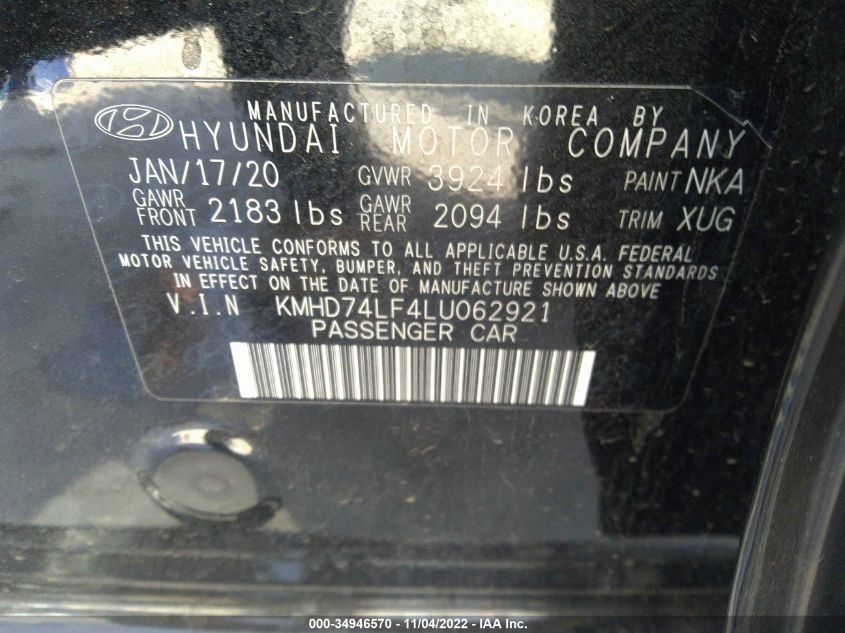 MANUFACTURED IN KOREA BY
HYUNDAI MOTOR COMPANY
JAN/17/20 GVWR 3924 lbs PAINT NKA
GAWR FRONT 2183 lbs GAWR REAR 2094 lbs TRIM XUG
THIS VEHICLE CONFORMS TO ALL APPLICABLE U.S.A. FEDERAL
MOTOR VEHICLE SAFETY, BUMPER, AND THEFT PREVENTION STANDARDS
IN EFFECT ON THE DATE OF MANUFACTURE SHOWN ABOVE
V.I.N KMHD74LF4LU062921
PASSENGER CAR
000-34946570 - 11/04/2022 - IAA Inc.